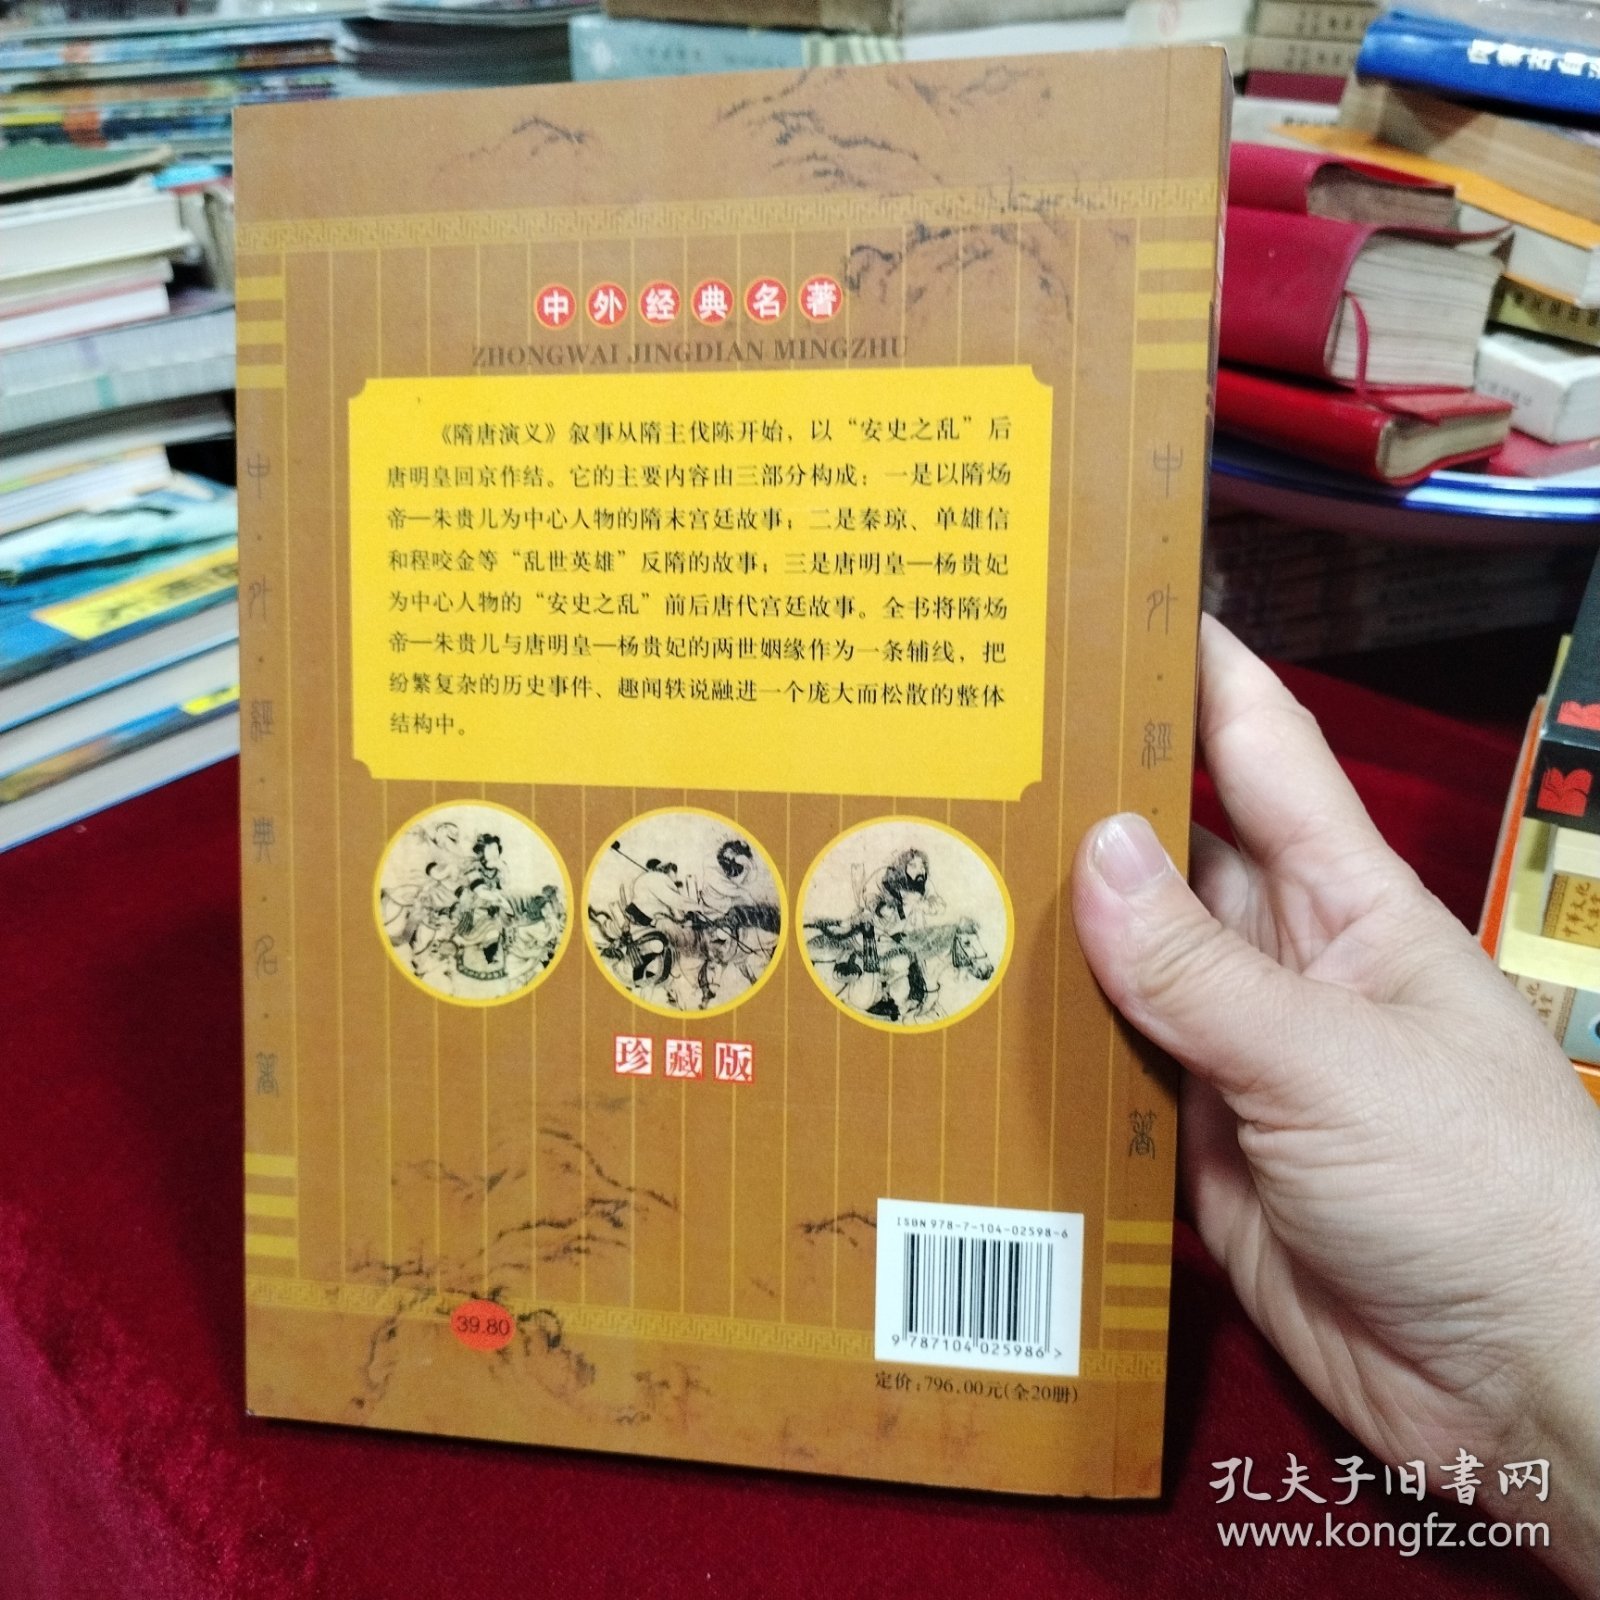 中外经典名著
ZHONGWAI JINGDIAN MINGZHU
《隋唐演义》叙事从隋主伐陈开始，以“安史之乱”后
唐明皇回京作结。它的主要内容由三部分构成：一是以隋炀
帝—朱贵儿为中心人物的隋末宫廷故事；二是秦琼、单雄信
和程咬金等“乱世英雄”反隋的故事；三是唐明皇—杨贵妃
为中心人物的“安史之乱”前后唐代宫廷故事。全书将隋炀
帝—朱贵儿与唐明皇—杨贵妃的两世姻缘作为一条辅线，把
纷繁复杂的历史事件、趣闻轶说融进一个庞大而松散的整体
结构中。
中·外·經·典·名·著
中·外·經·
著
珍藏版
ISBN 978-7-104-02598-6
9 787104 025986 >
39.80
定价：796.00元(全20册)
中华文化
大讲堂
孔夫子旧书网
www.kongfz.com